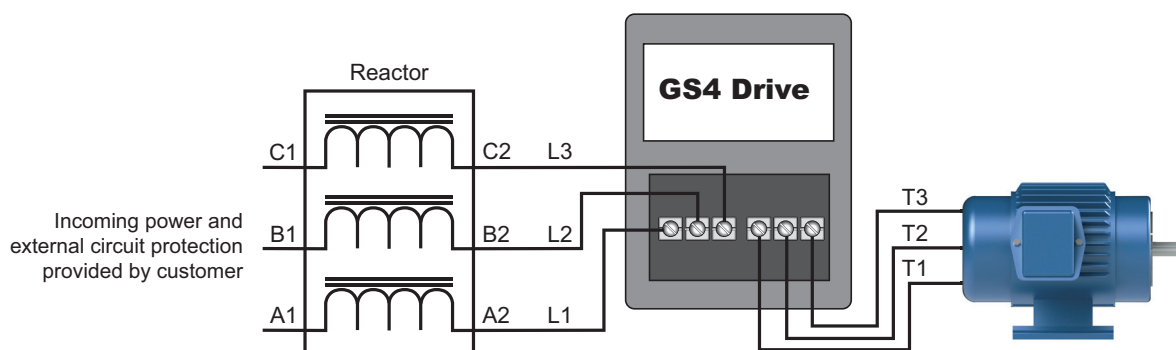 Reactor
GS4 Drive
C1
C2
L3
B1
B2
L2
A1
A2
L1
Incoming power and
external circuit protection
provided by customer
T3
T2
T1